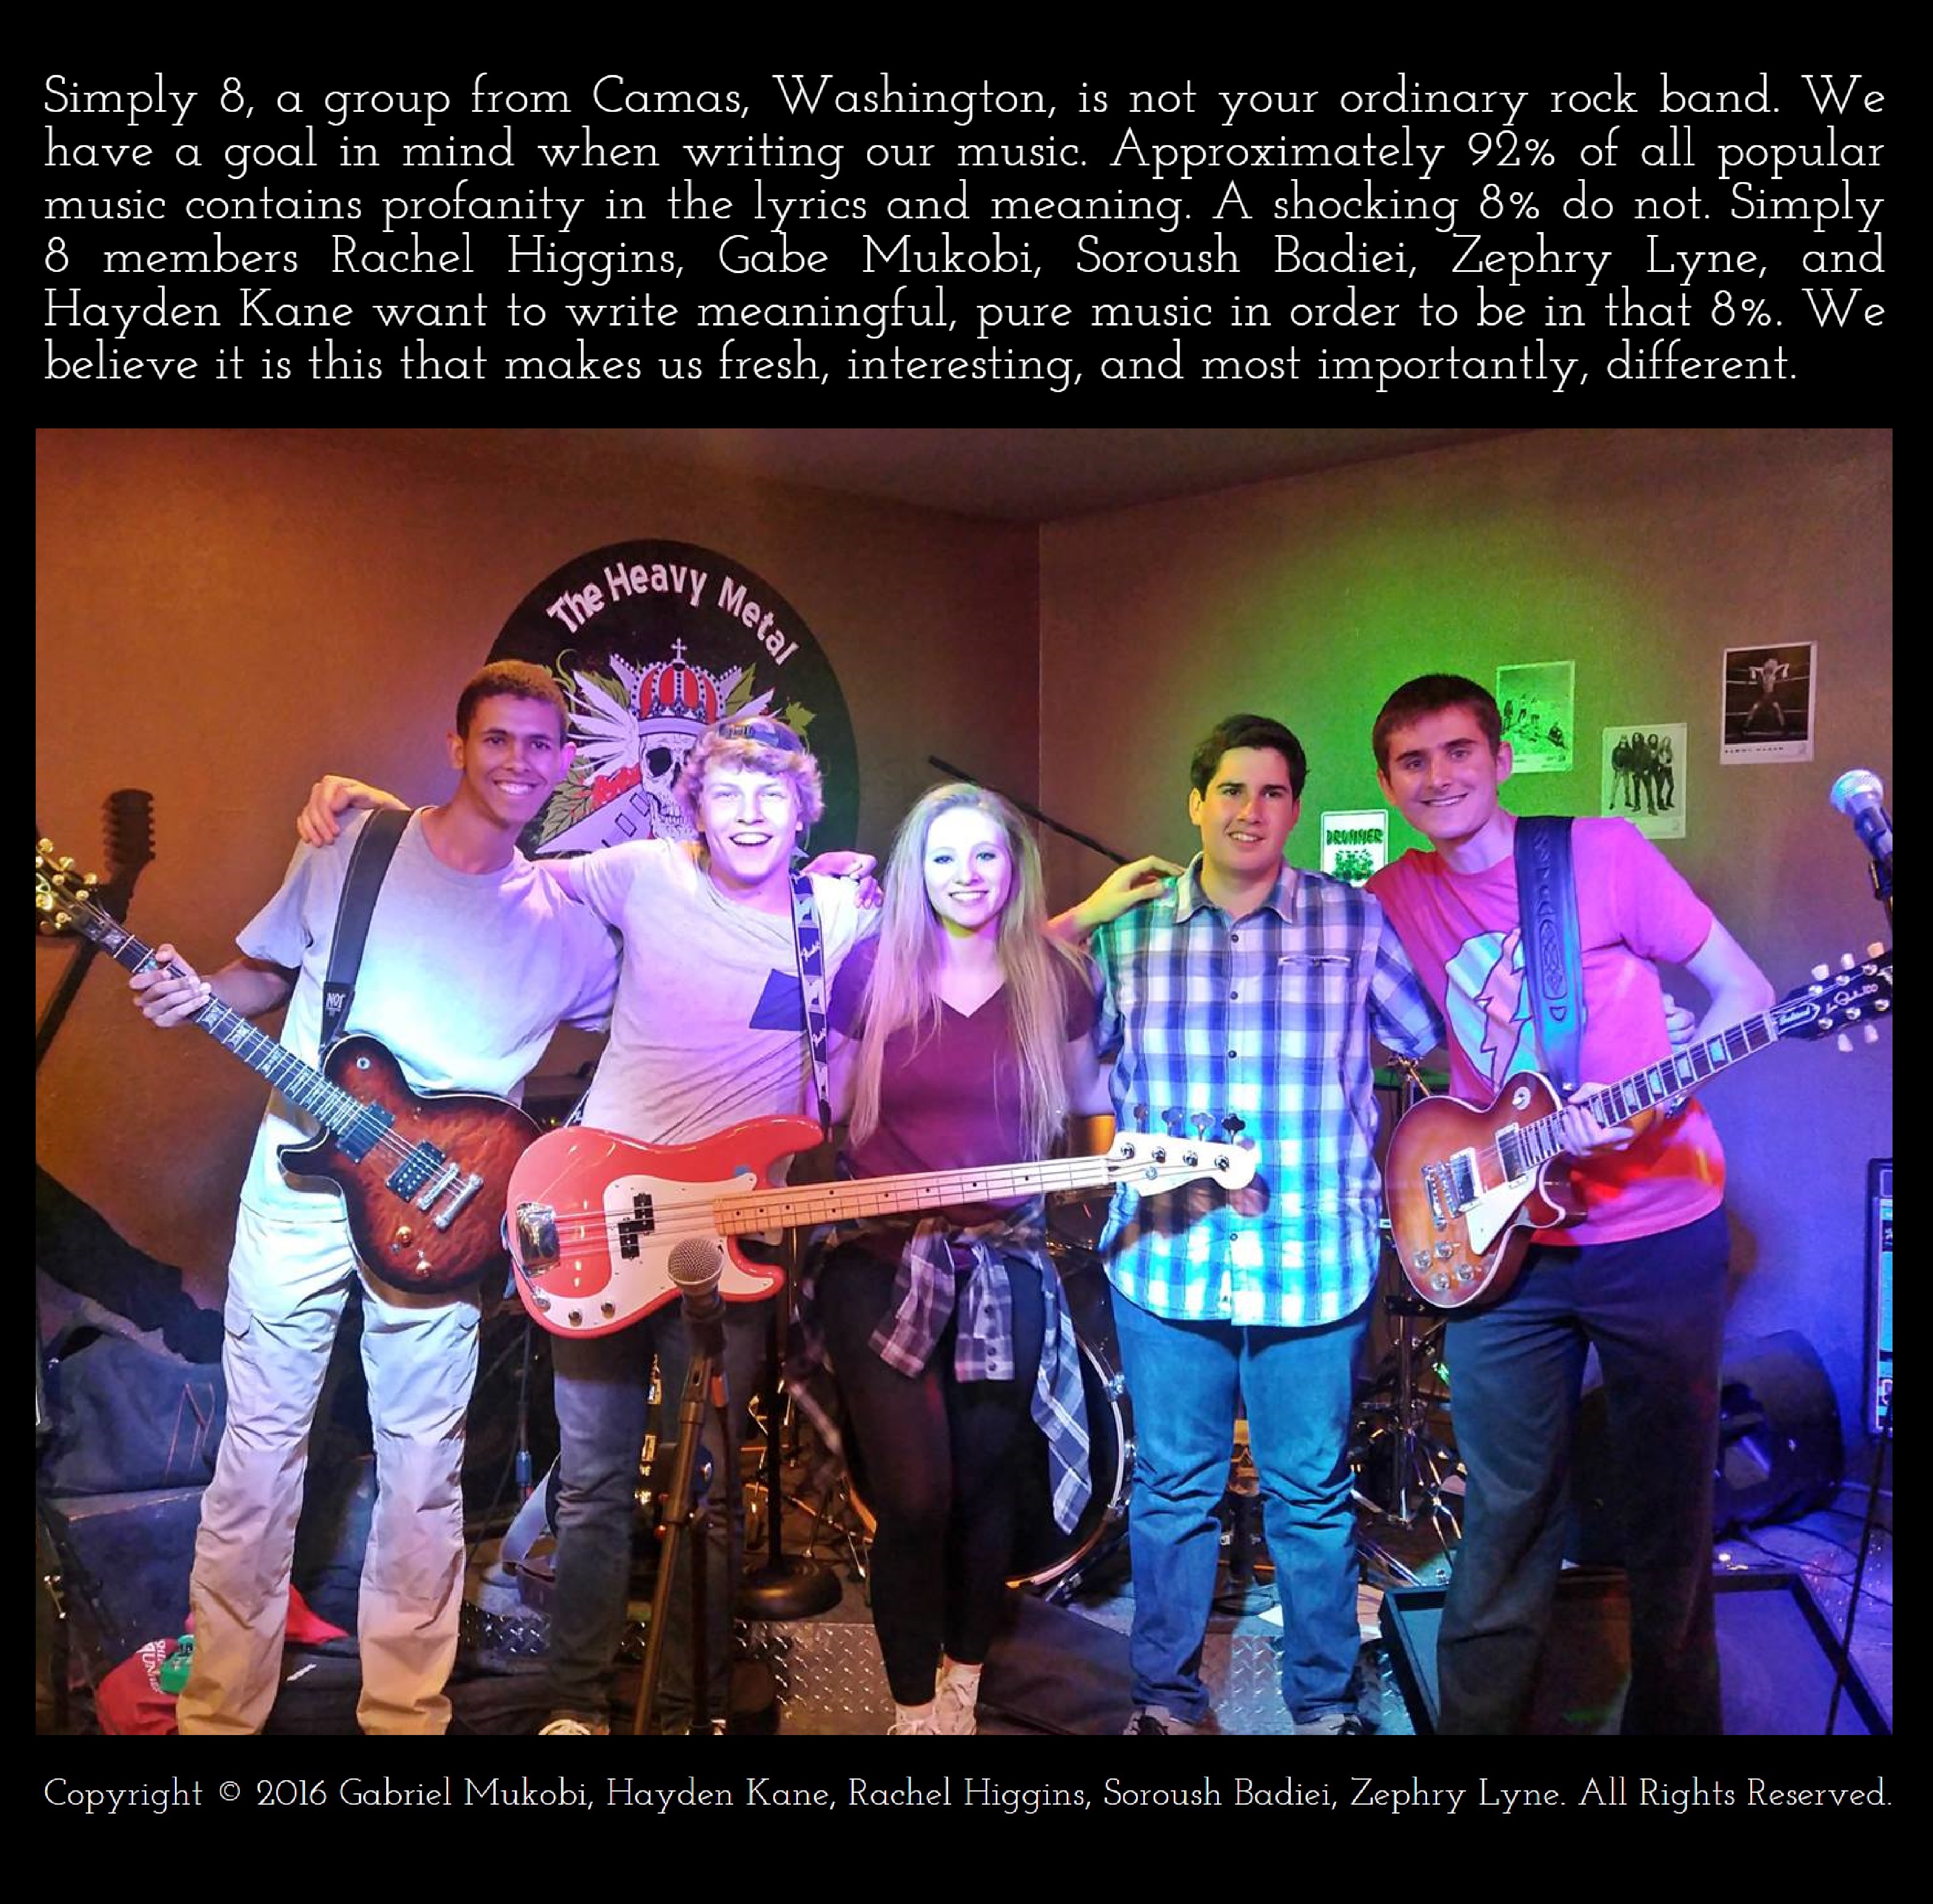 Simply 8, a group from Camas, Washington, is not your ordinary rock band. We
have a goal in mind when writing our music. Approximately 92% of all popular
music contains profanity in the lyrics and meaning. A shocking 8% do not. Simply
8 members Rachel Higgins, Gabe Mukobi, Soroush Badiei, Zephry Lyne, and
Hayden Kane want to write meaningful, pure music in order to be in that 8%. We
believe it is this that makes us fresh, interesting, and most importantly, different.
The Heavy Metal
DRUMMER
Copyright © 2016 Gabriel Mukobi, Hayden Kane, Rachel Higgins, Soroush Badiei, Zephry Lyne. All Rights Reserved.